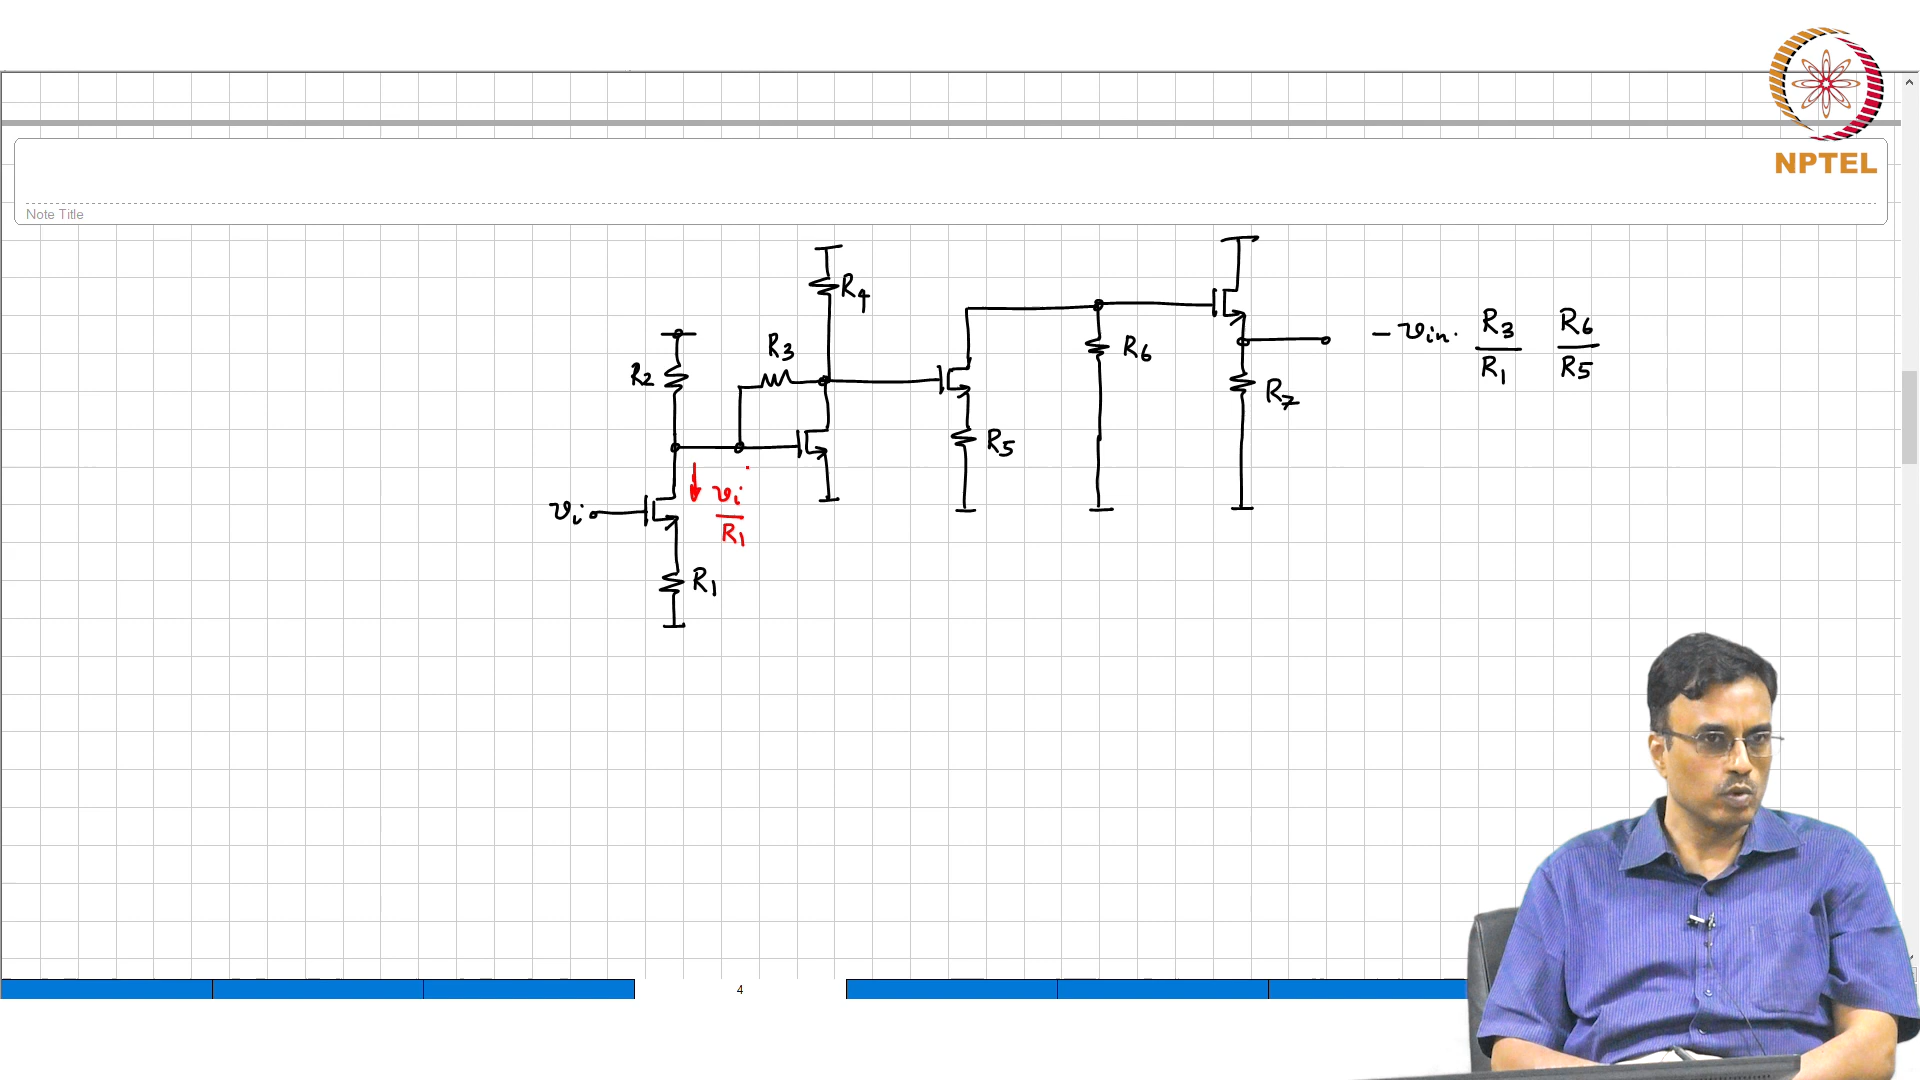 NPTEL
Note Title
R4
R3
R2
R6
R5
R7
- vin. R3/R1 R6/R5
vi
vi/R1
R1
4